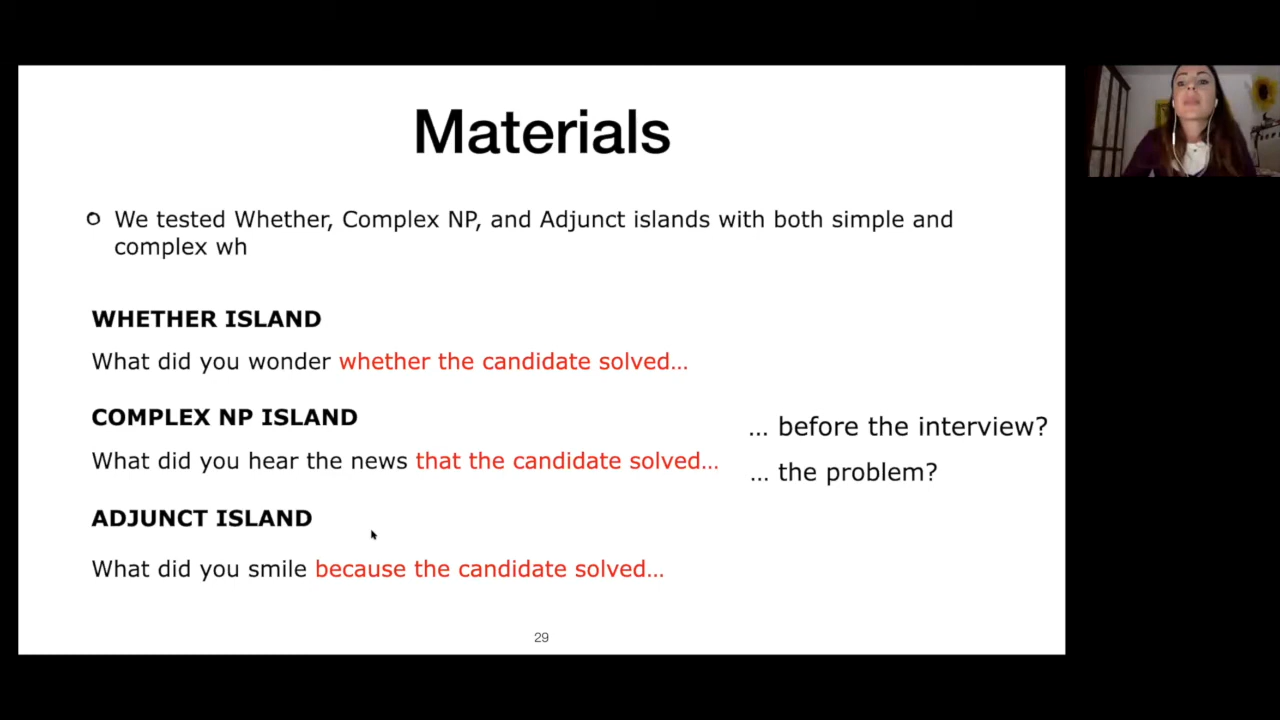 Materials
We tested Whether, Complex NP, and Adjunct islands with both simple and
complex wh
WHETHER ISLAND
What did you wonder whether the candidate solved…
COMPLEX NP ISLAND
What did you hear the news that the candidate solved…
… before the interview?
… the problem?
ADJUNCT ISLAND
What did you smile because the candidate solved…
29